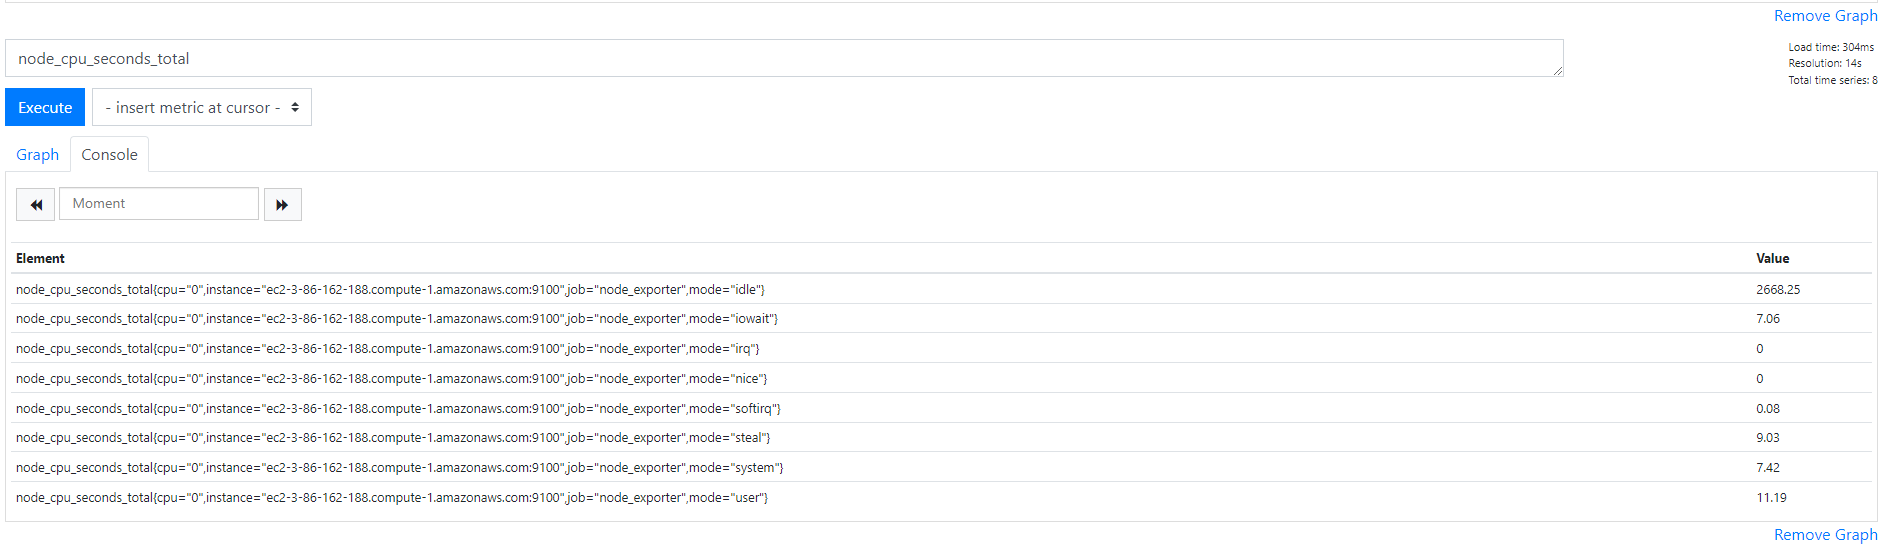 Remove Graph
node_cpu_seconds_total
Load time: 304ms
Resolution: 14s
Total time series: 8
Execute
- insert metric at cursor -
Graph
Console
Moment
Element Value
node_cpu_seconds_total{cpu="0",instance="ec2-3-86-162-188.compute-1.amazonaws.com:9100",job="node_exporter",mode="idle"} 2668.25
node_cpu_seconds_total{cpu="0",instance="ec2-3-86-162-188.compute-1.amazonaws.com:9100",job="node_exporter",mode="iowait"} 7.06
node_cpu_seconds_total{cpu="0",instance="ec2-3-86-162-188.compute-1.amazonaws.com:9100",job="node_exporter",mode="irq"} 0
node_cpu_seconds_total{cpu="0",instance="ec2-3-86-162-188.compute-1.amazonaws.com:9100",job="node_exporter",mode="nice"} 0
node_cpu_seconds_total{cpu="0",instance="ec2-3-86-162-188.compute-1.amazonaws.com:9100",job="node_exporter",mode="softirq"} 0.08
node_cpu_seconds_total{cpu="0",instance="ec2-3-86-162-188.compute-1.amazonaws.com:9100",job="node_exporter",mode="steal"} 9.03
node_cpu_seconds_total{cpu="0",instance="ec2-3-86-162-188.compute-1.amazonaws.com:9100",job="node_exporter",mode="system"} 7.42
node_cpu_seconds_total{cpu="0",instance="ec2-3-86-162-188.compute-1.amazonaws.com:9100",job="node_exporter",mode="user"} 11.19
Remove Graph